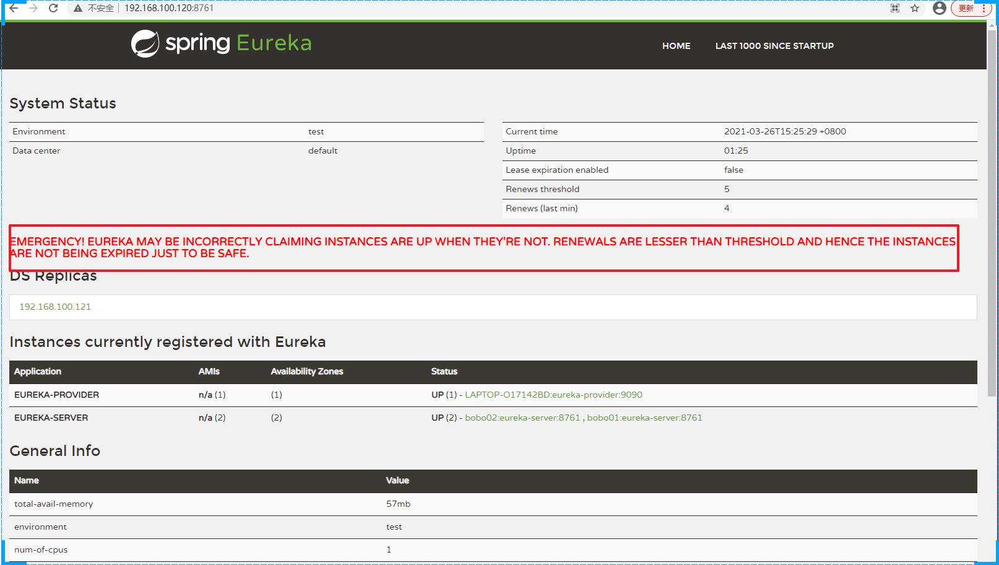 不安全 192.168.100.120:8761 更新
spring Eureka HOME LAST 1000 SINCE STARTUP
System Status
Environment test Current time 2021-03-26T15:25:29 +0800
Data center default Uptime 01:25
Lease expiration enabled false
Renews threshold 5
Renews (last min) 4
EMERGENCY! EUREKA MAY BE INCORRECTLY CLAIMING INSTANCES ARE UP WHEN THEY'RE NOT. RENEWALS ARE LESSER THAN THRESHOLD AND HENCE THE INSTANCES
ARE NOT BEING EXPIRED JUST TO BE SAFE.
DS Replicas
192.168.100.121
Instances currently registered with Eureka
Application AMIs Availability Zones Status
EUREKA-PROVIDER n/a (1) (1) UP (1) - LAPTOP-O17142BD:eureka-provider:9090
EUREKA-SERVER n/a (2) (2) UP (2) - bobo02:eureka-server:8761 , bobo01:eureka-server:8761
General Info
Name Value
total-avail-memory 57mb
environment test
num-of-cpus 1